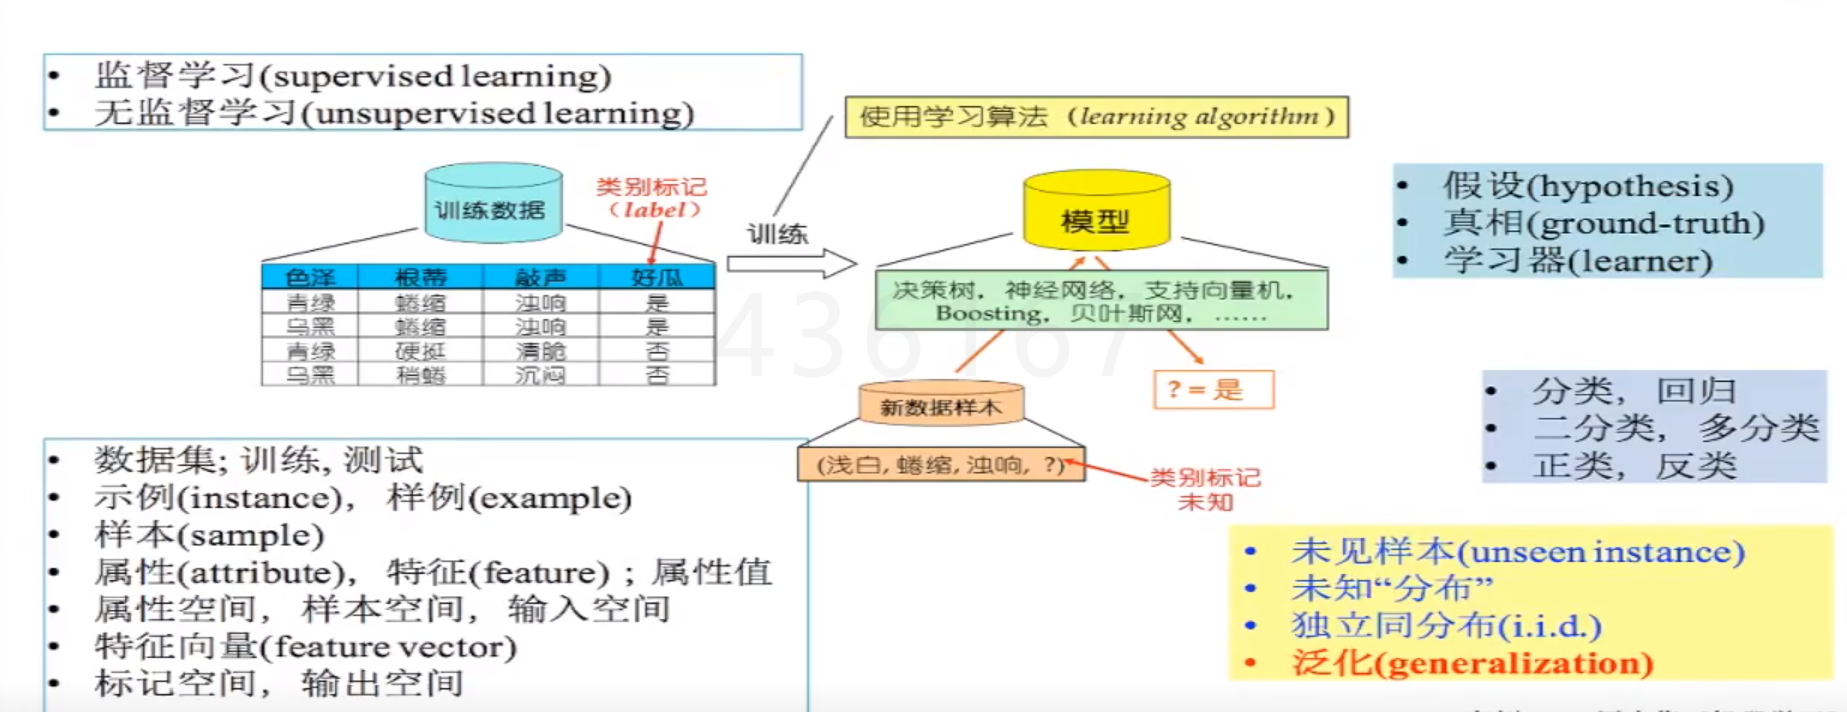 • 监督学习(supervised learning)
• 无监督学习(unsupervised learning)
使用学习算法（learning algorithm）
训练数据
类别标记
（label）
训练
模型
色泽 根蒂 敲声 好瓜
青绿 蜷缩 浊响 是
乌黑 蜷缩 浊响 是
青绿 硬挺 清脆 否
乌黑 稍蜷 沉闷 否
决策树，神经网络，支持向量机，
Boosting，贝叶斯网，……
436167
新数据样本
(浅白, 蜷缩, 浊响, ?)
? = 是
类别标记
未知
• 假设(hypothesis)
• 真相(ground-truth)
• 学习器(learner)
• 分类，回归
• 二分类，多分类
• 正类，反类
• 数据集; 训练, 测试
• 示例(instance)，样例(example)
• 样本(sample)
• 属性(attribute)，特征(feature)；属性值
• 属性空间，样本空间，输入空间
• 特征向量(feature vector)
• 标记空间，输出空间
• 未见样本(unseen instance)
• 未知“分布”
• 独立同分布(i.i.d.)
• 泛化(generalization)